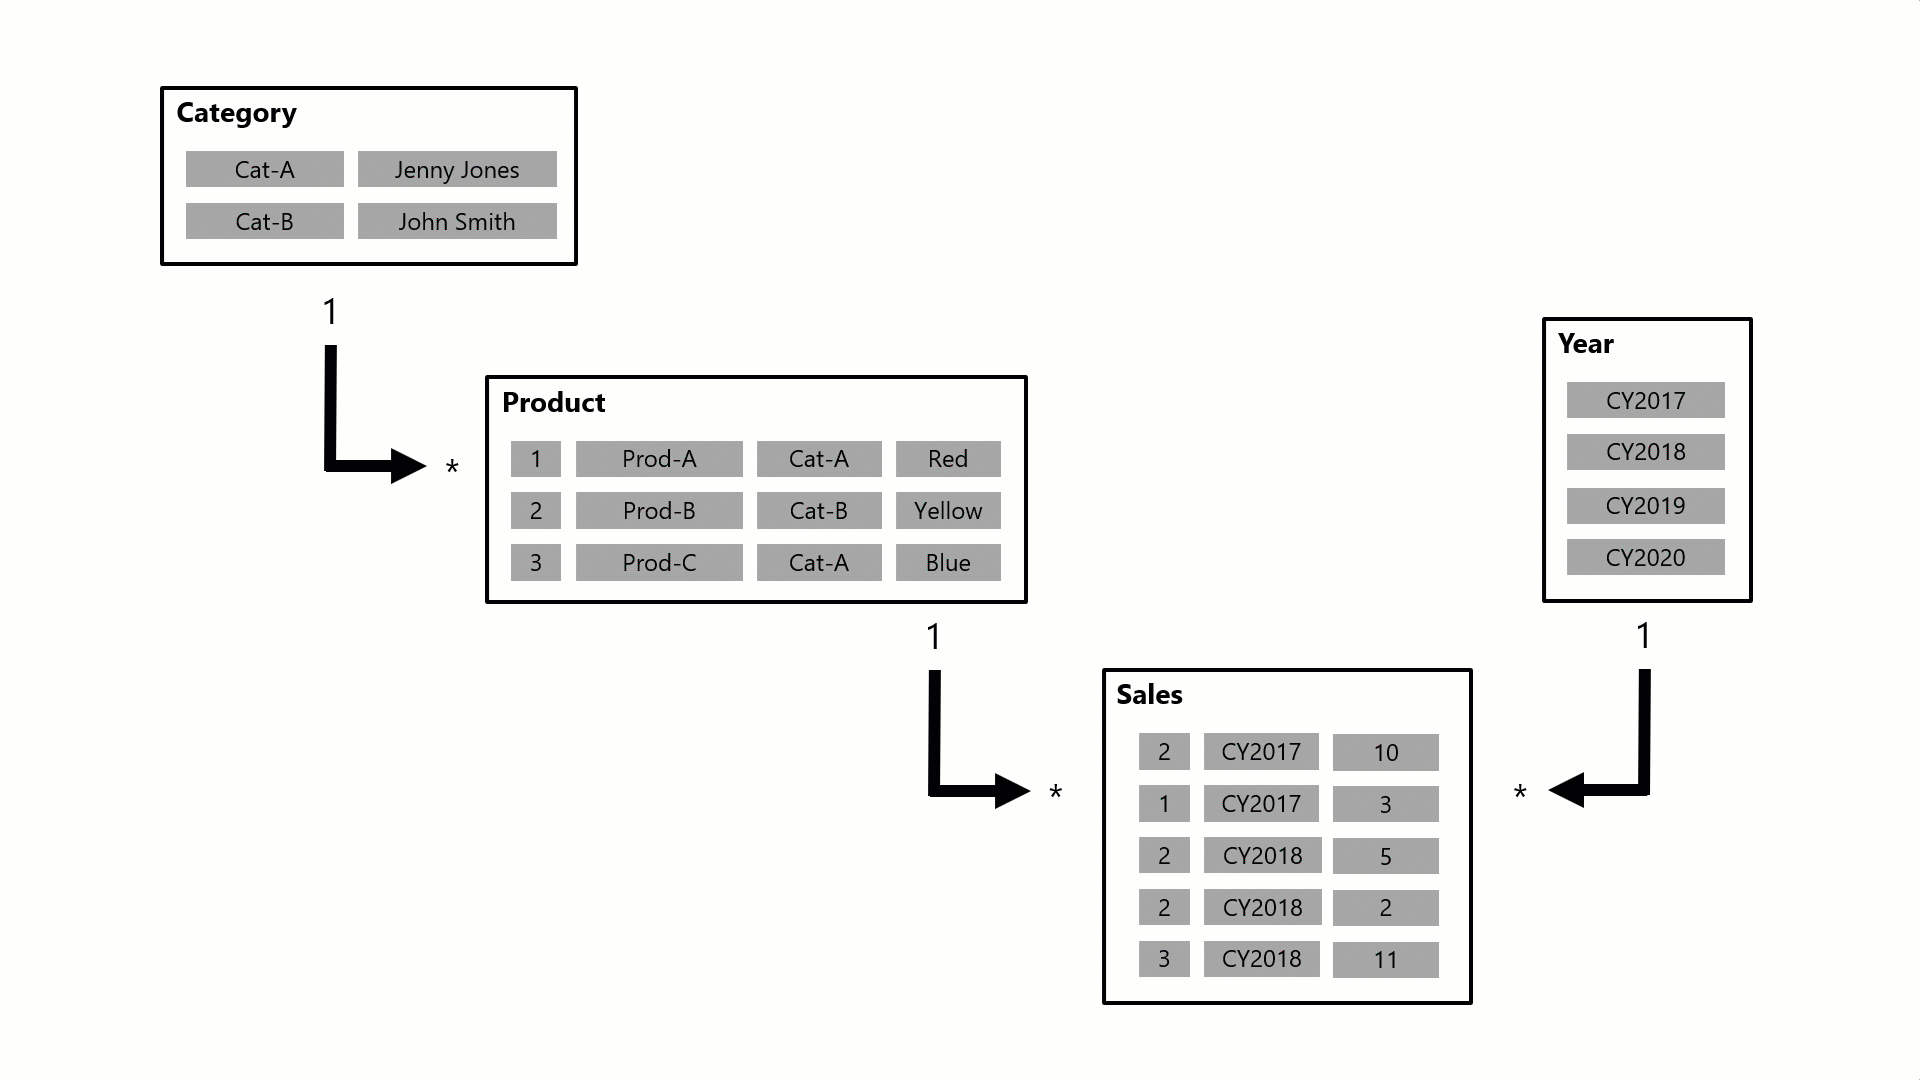 Category
Cat-A Jenny Jones
Cat-B John Smith
1
*
Product
1 Prod-A Cat-A Red
2 Prod-B Cat-B Yellow
3 Prod-C Cat-A Blue
1
*
Year
CY2017
CY2018
CY2019
CY2020
1
*
Sales
2 CY2017 10
1 CY2017 3
2 CY2018 5
2 CY2018 2
3 CY2018 11